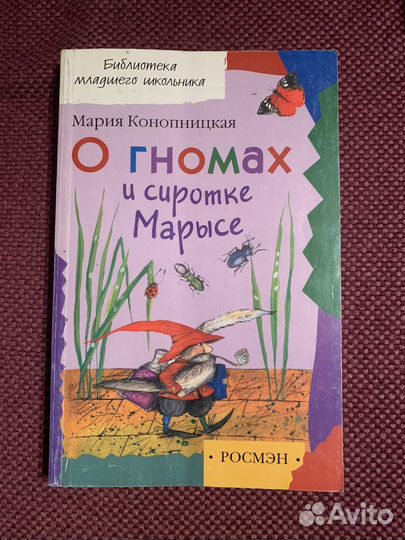 Библиотека
младшего школьника
Мария Конопницкая
О гномах
и сиротке
Марысе
• РОСМЭН •
Avito